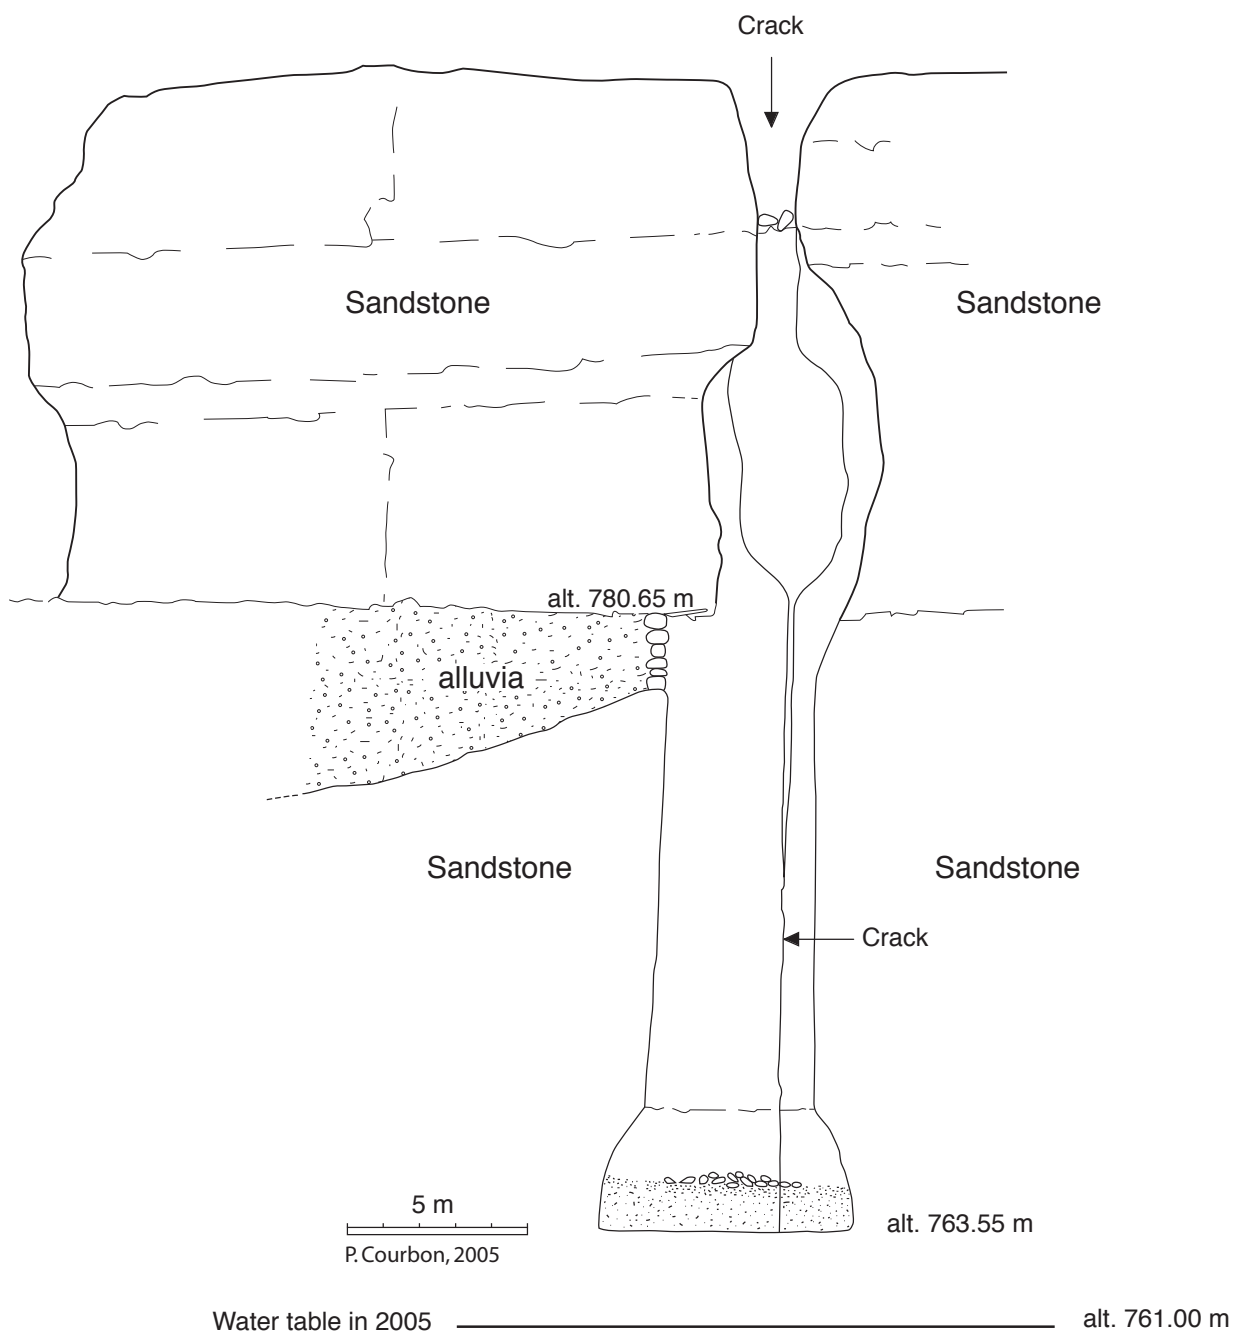 Crack
Sandstone
Sandstone
alt. 780.65 m
alluvia
Sandstone
Sandstone
Crack
5 m
P. Courbon, 2005
alt. 763.55 m
Water table in 2005
alt. 761.00 m